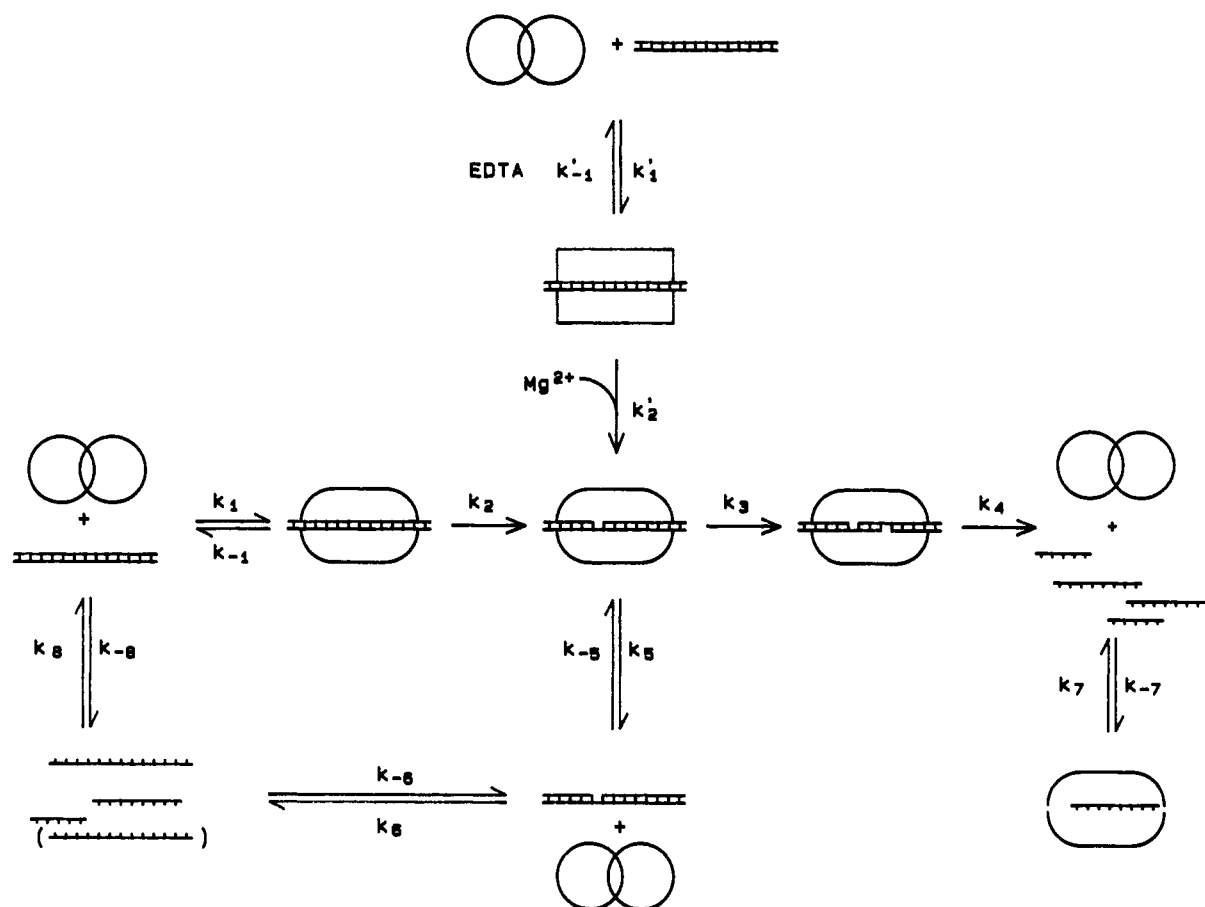 +
EDTA k'₋₁ k'₁
Mg²⁺
k'₂
+
k₁
k₋₁
k₂
k₃
k₄
+
k₈ k₋₈
k₋₅ k₅
k₇ k₋₇
k₋₆
k₆
+
( )